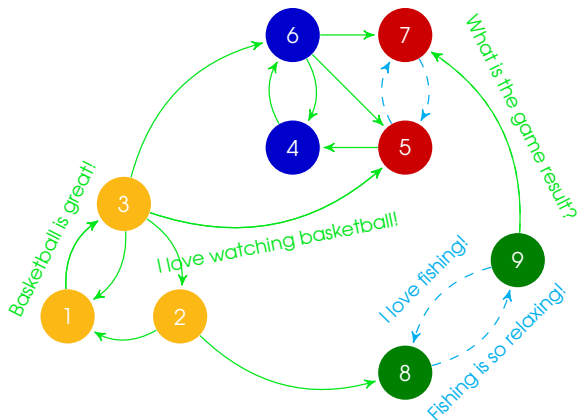 6
7
What is the game result?
4
5
Basketball is great!
3
I love watching basketball!
9
I love fishing!
1
2
Fishing is so relaxing!
8